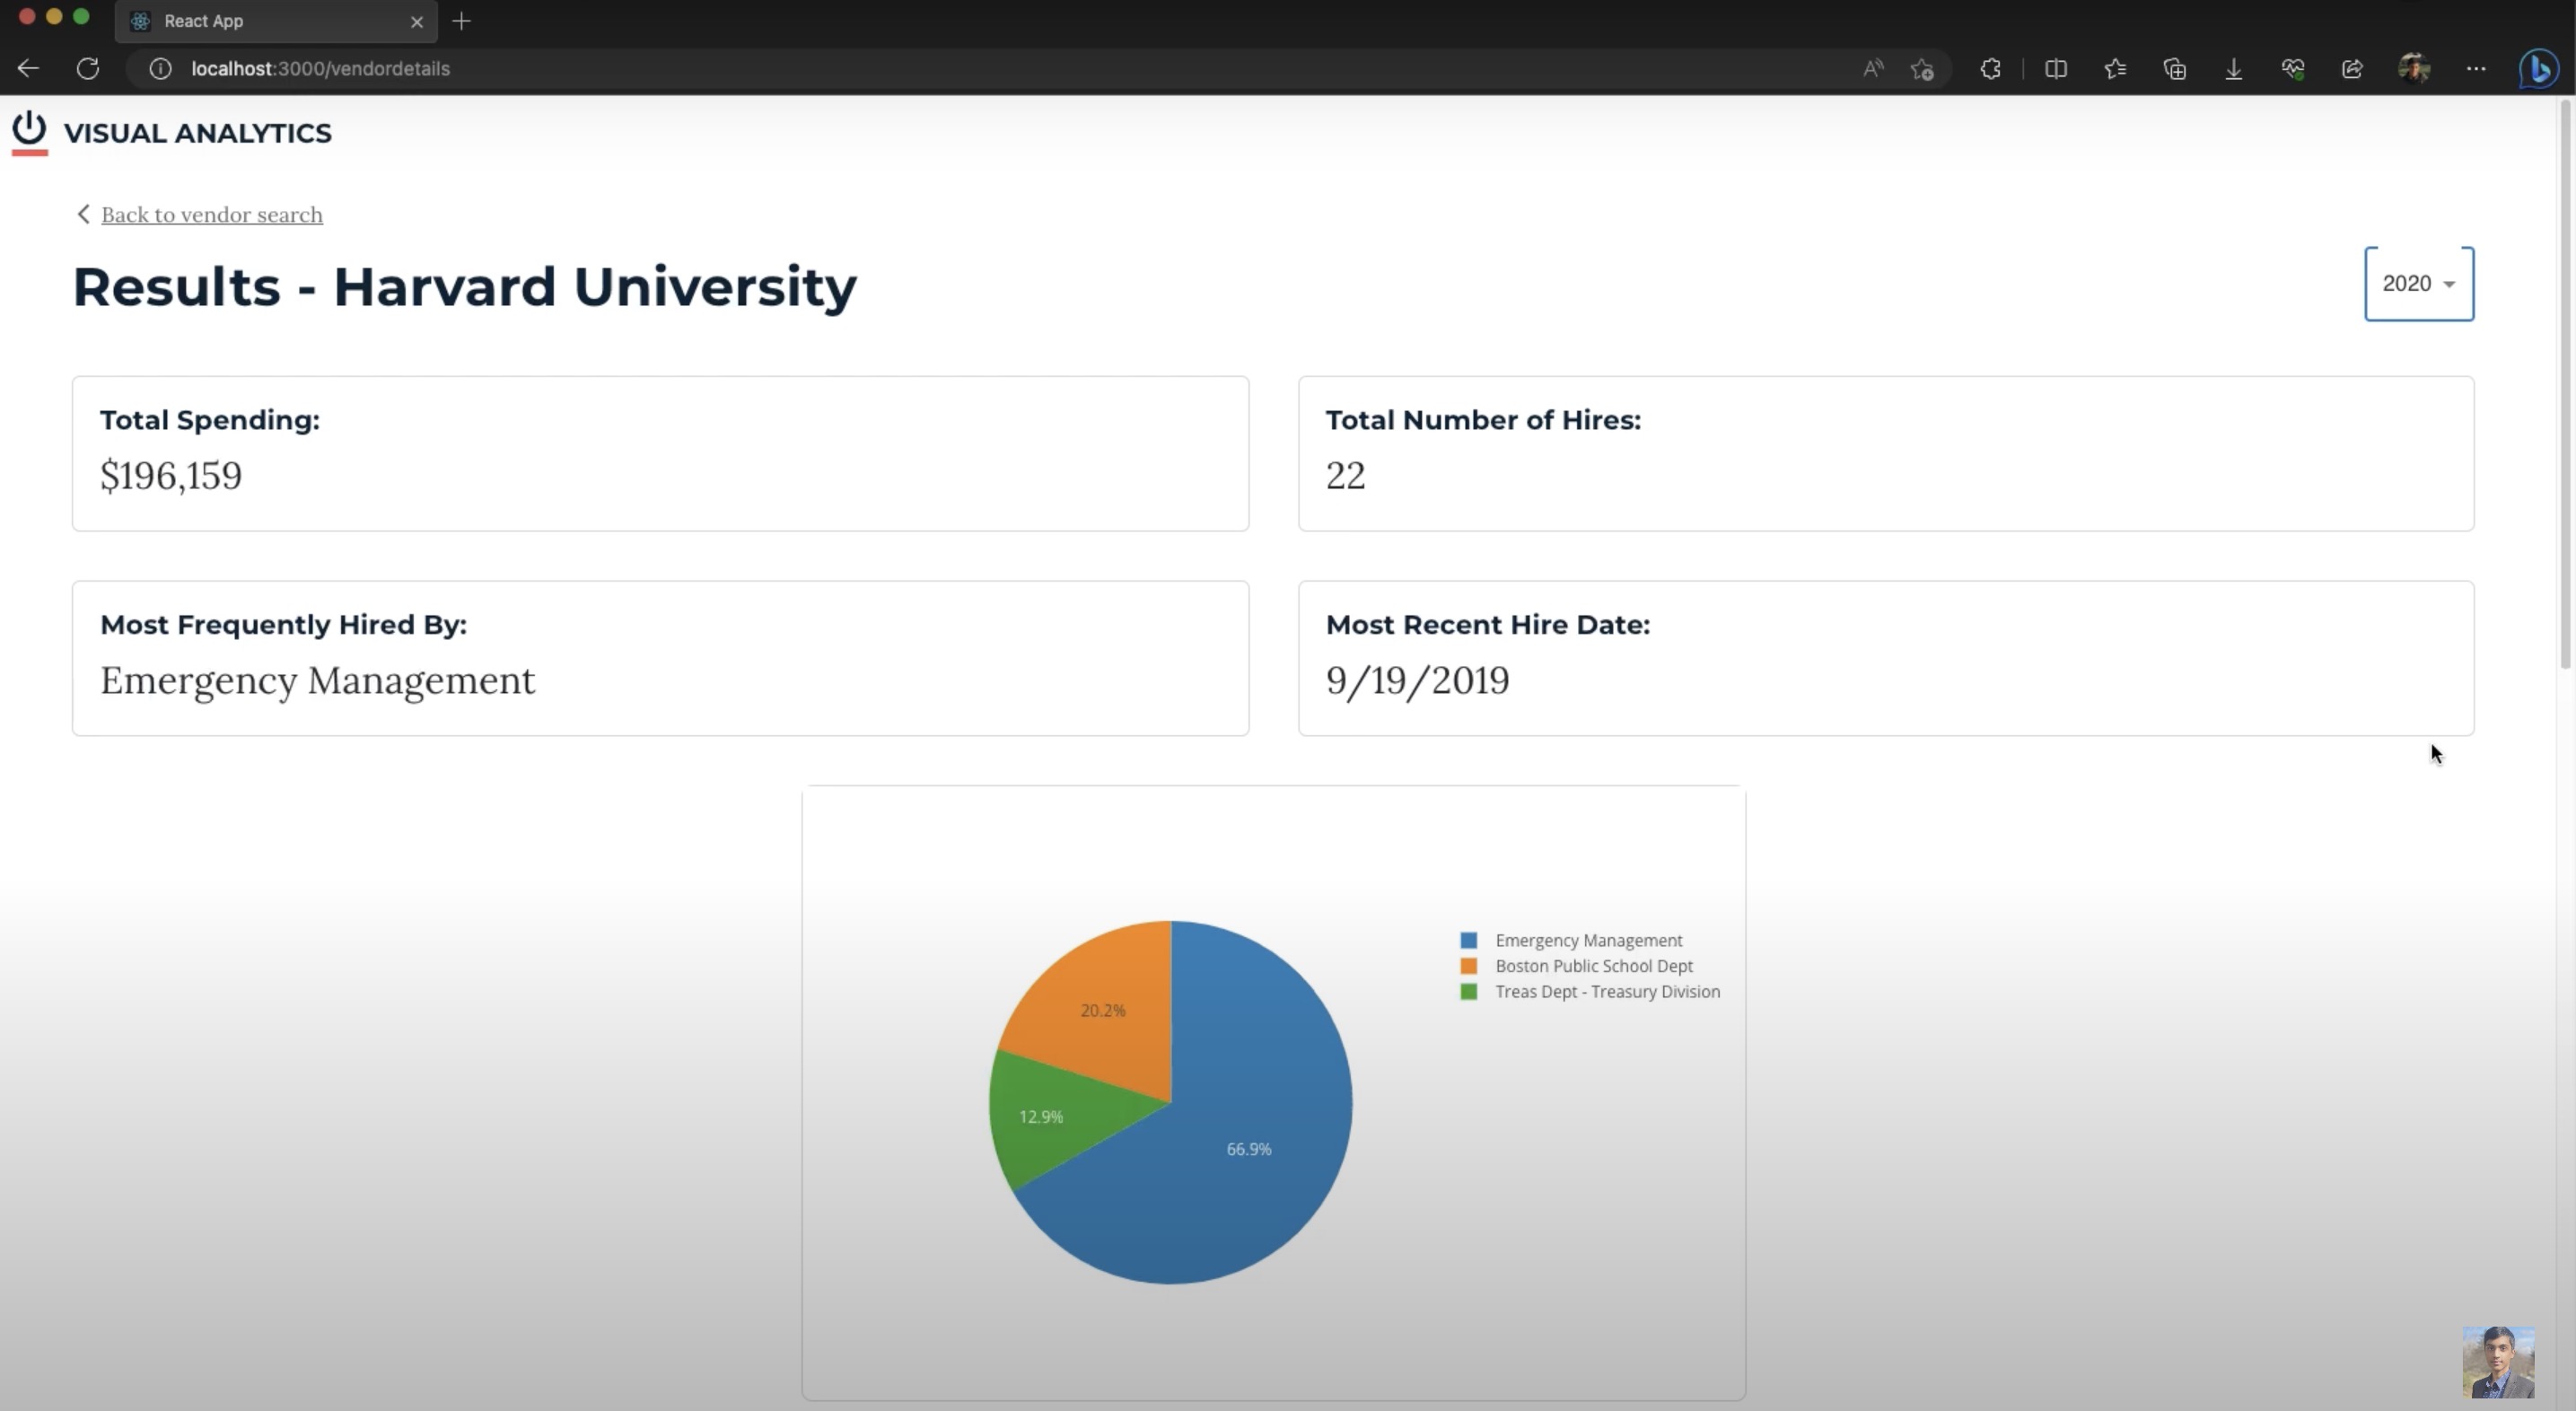 React App
localhost:3000/vendordetails
VISUAL ANALYTICS
Back to vendor search
Results - Harvard University
2020
Total Spending:
$196,159
Total Number of Hires:
22
Most Frequently Hired By:
Emergency Management
Most Recent Hire Date:
9/19/2019
Emergency Management
Boston Public School Dept
Treas Dept - Treasury Division
20.2%
12.9%
66.9%